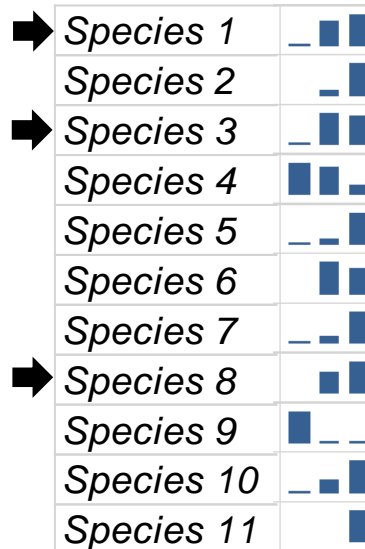 Species 1
Species 2
Species 3
Species 4
Species 5
Species 6
Species 7
Species 8
Species 9
Species 10
Species 11